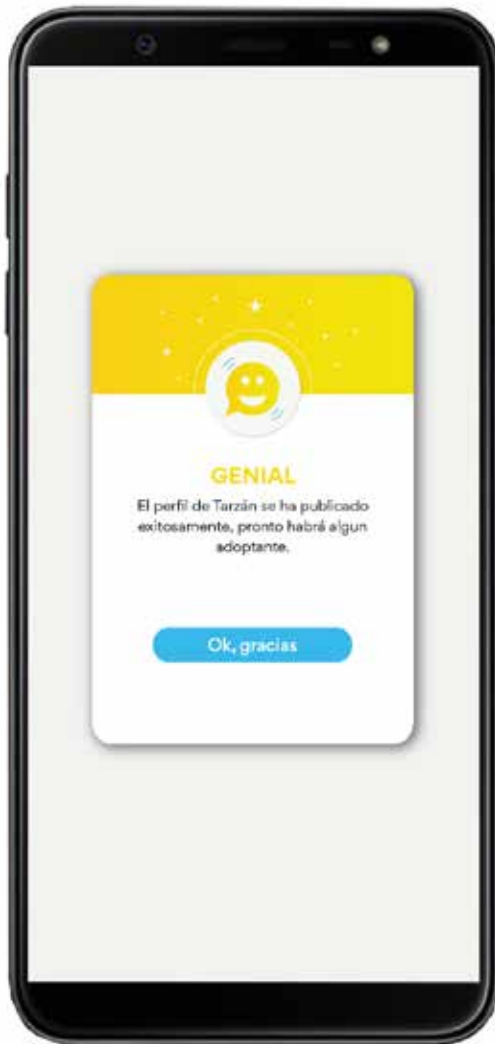 GENIAL
El perfil de Tarzán se ha publicado
exitosamente, pronto habrá algun
adoptante.
Ok, gracias